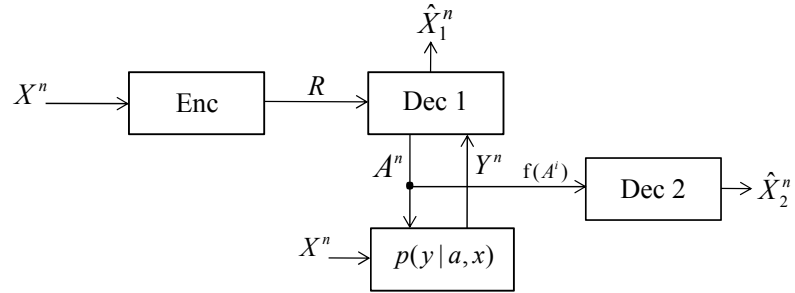 X̂₁ⁿ
Xⁿ
Enc
R
Dec 1
Aⁿ
Yⁿ
f(Aⁱ)
Dec 2
X̂₂ⁿ
Xⁿ
p(y | a, x)